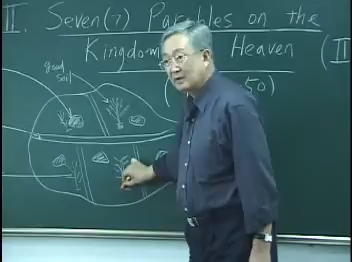 II. Seven(7) Parables on the
Kingdom Heaven (II
50)
good
soil